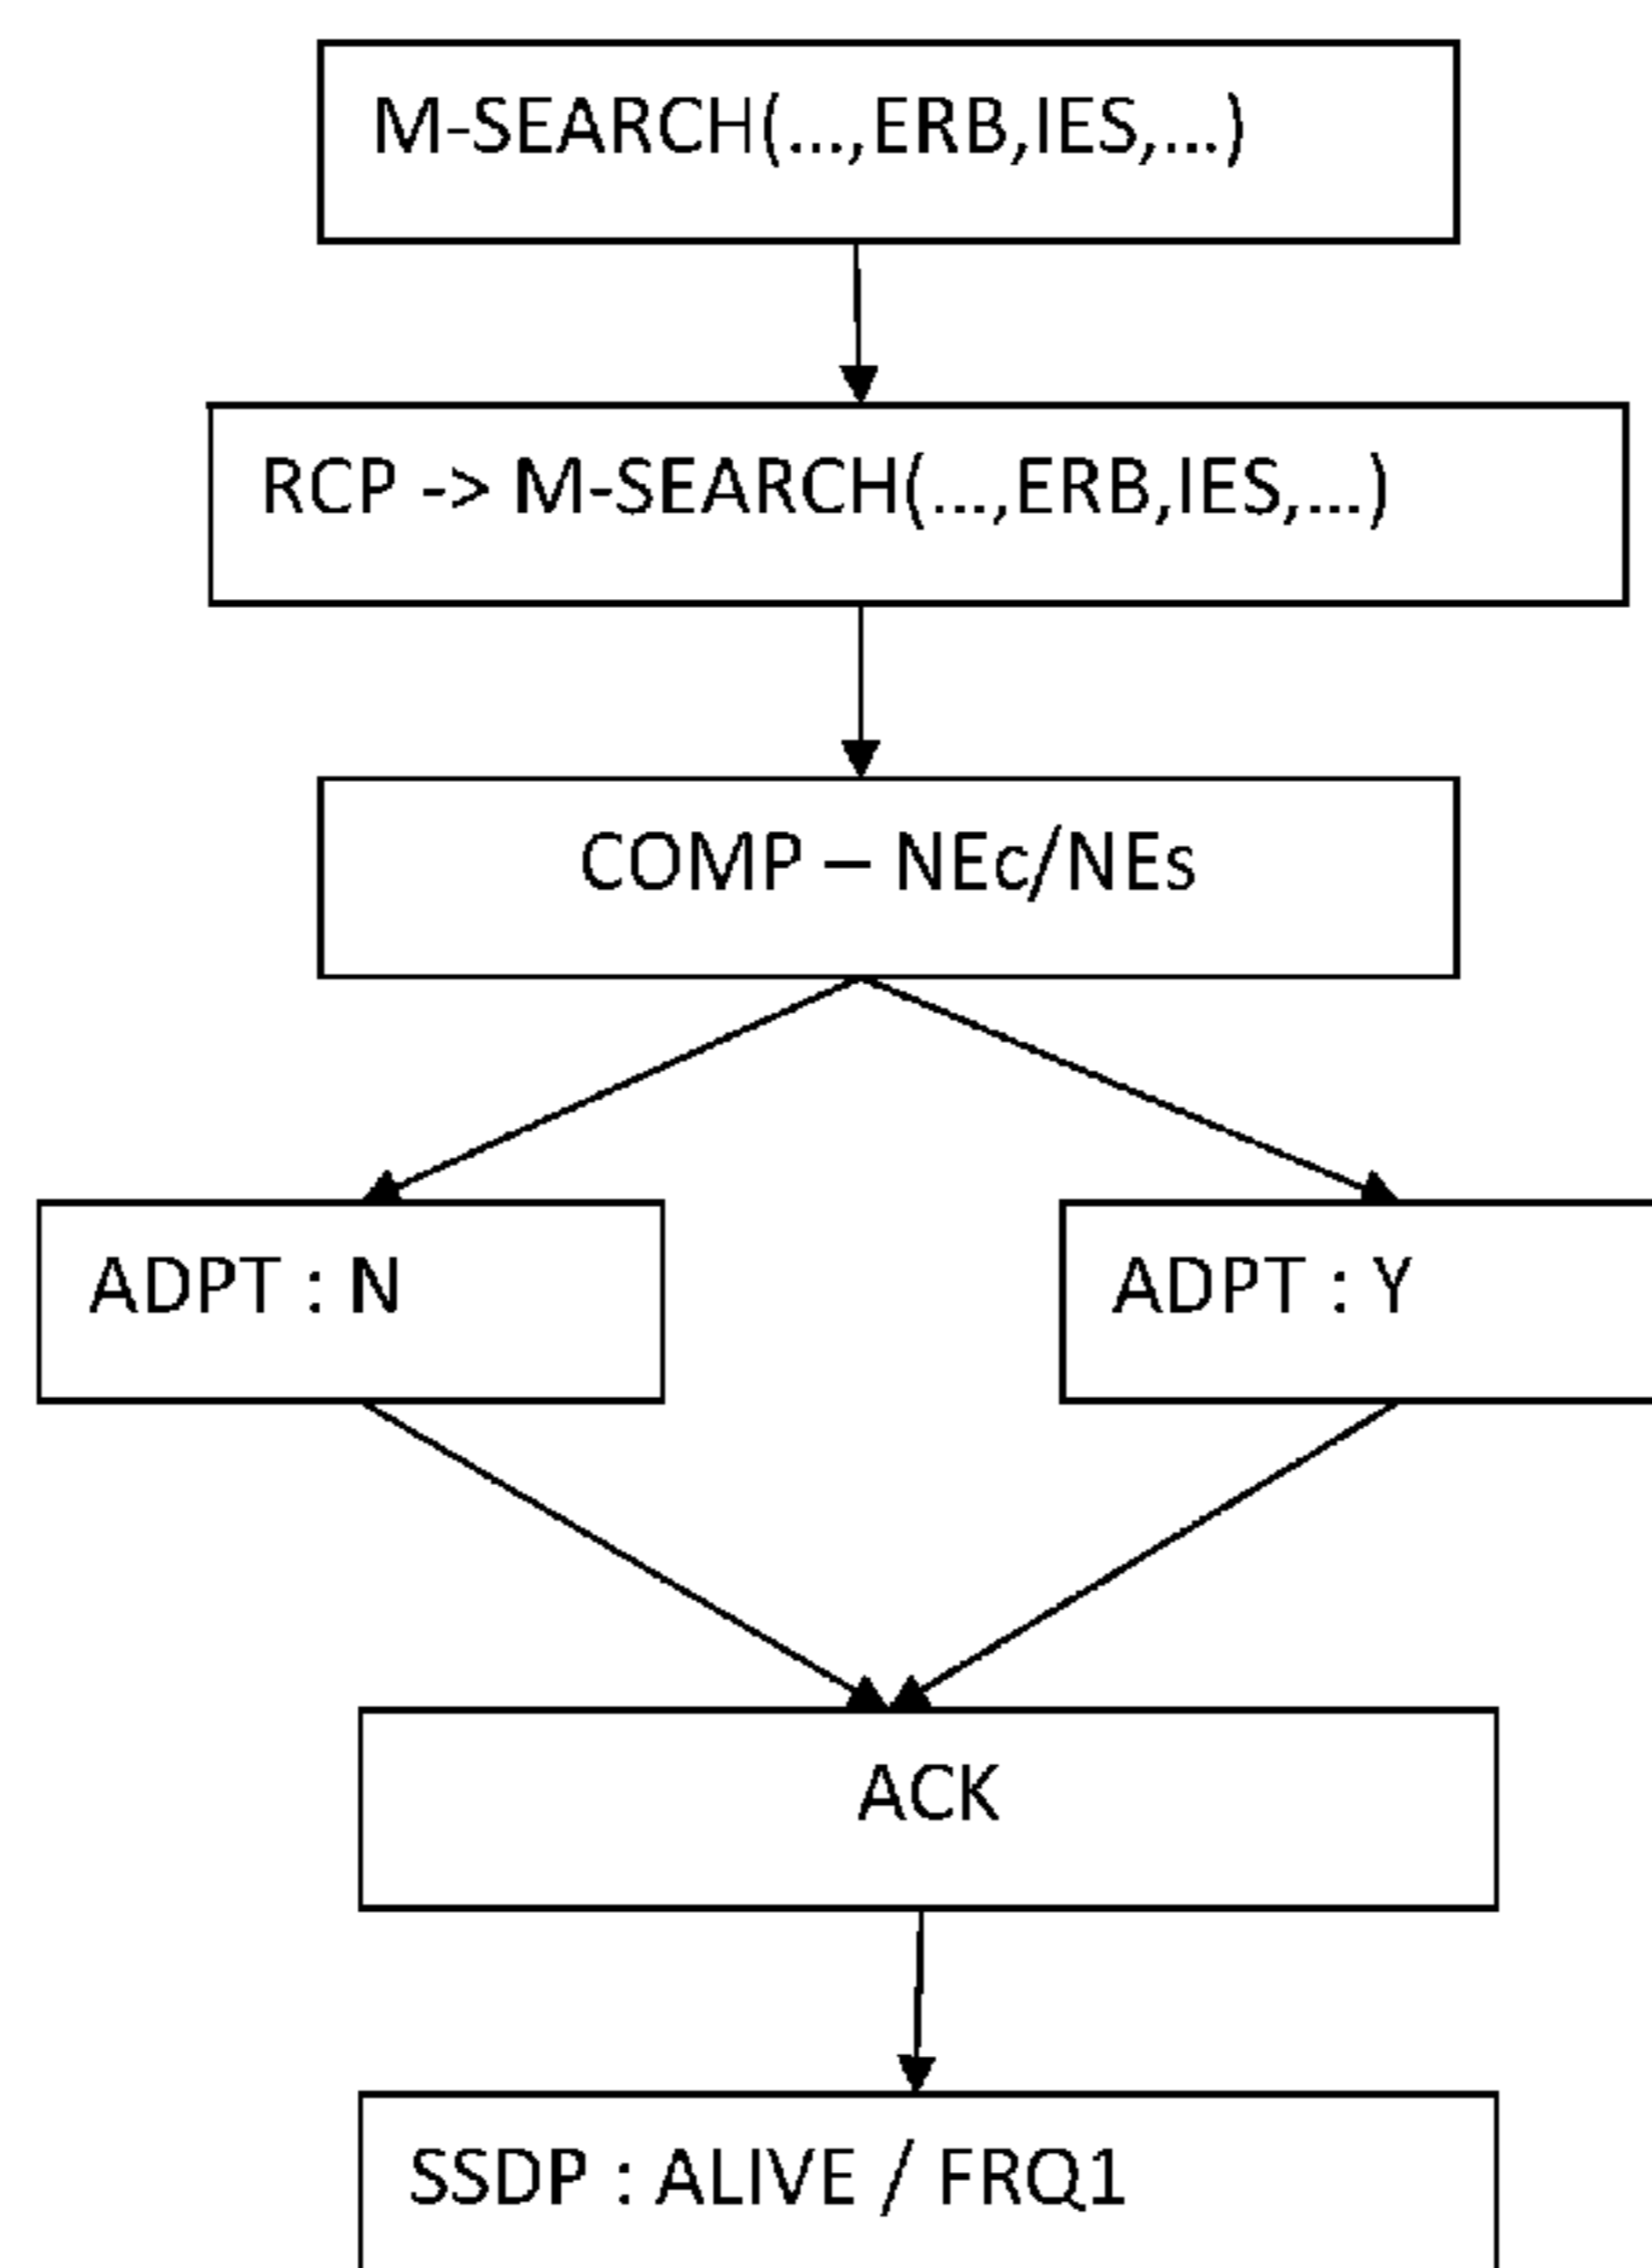 M-SEARCH(...,ERB,IES,...)
RCP -> M-SEARCH(...,ERB,IES,...)
COMP – NEc/NEs
ADPT : N
ADPT : Y
ACK
SSDP : ALIVE / FRQ1